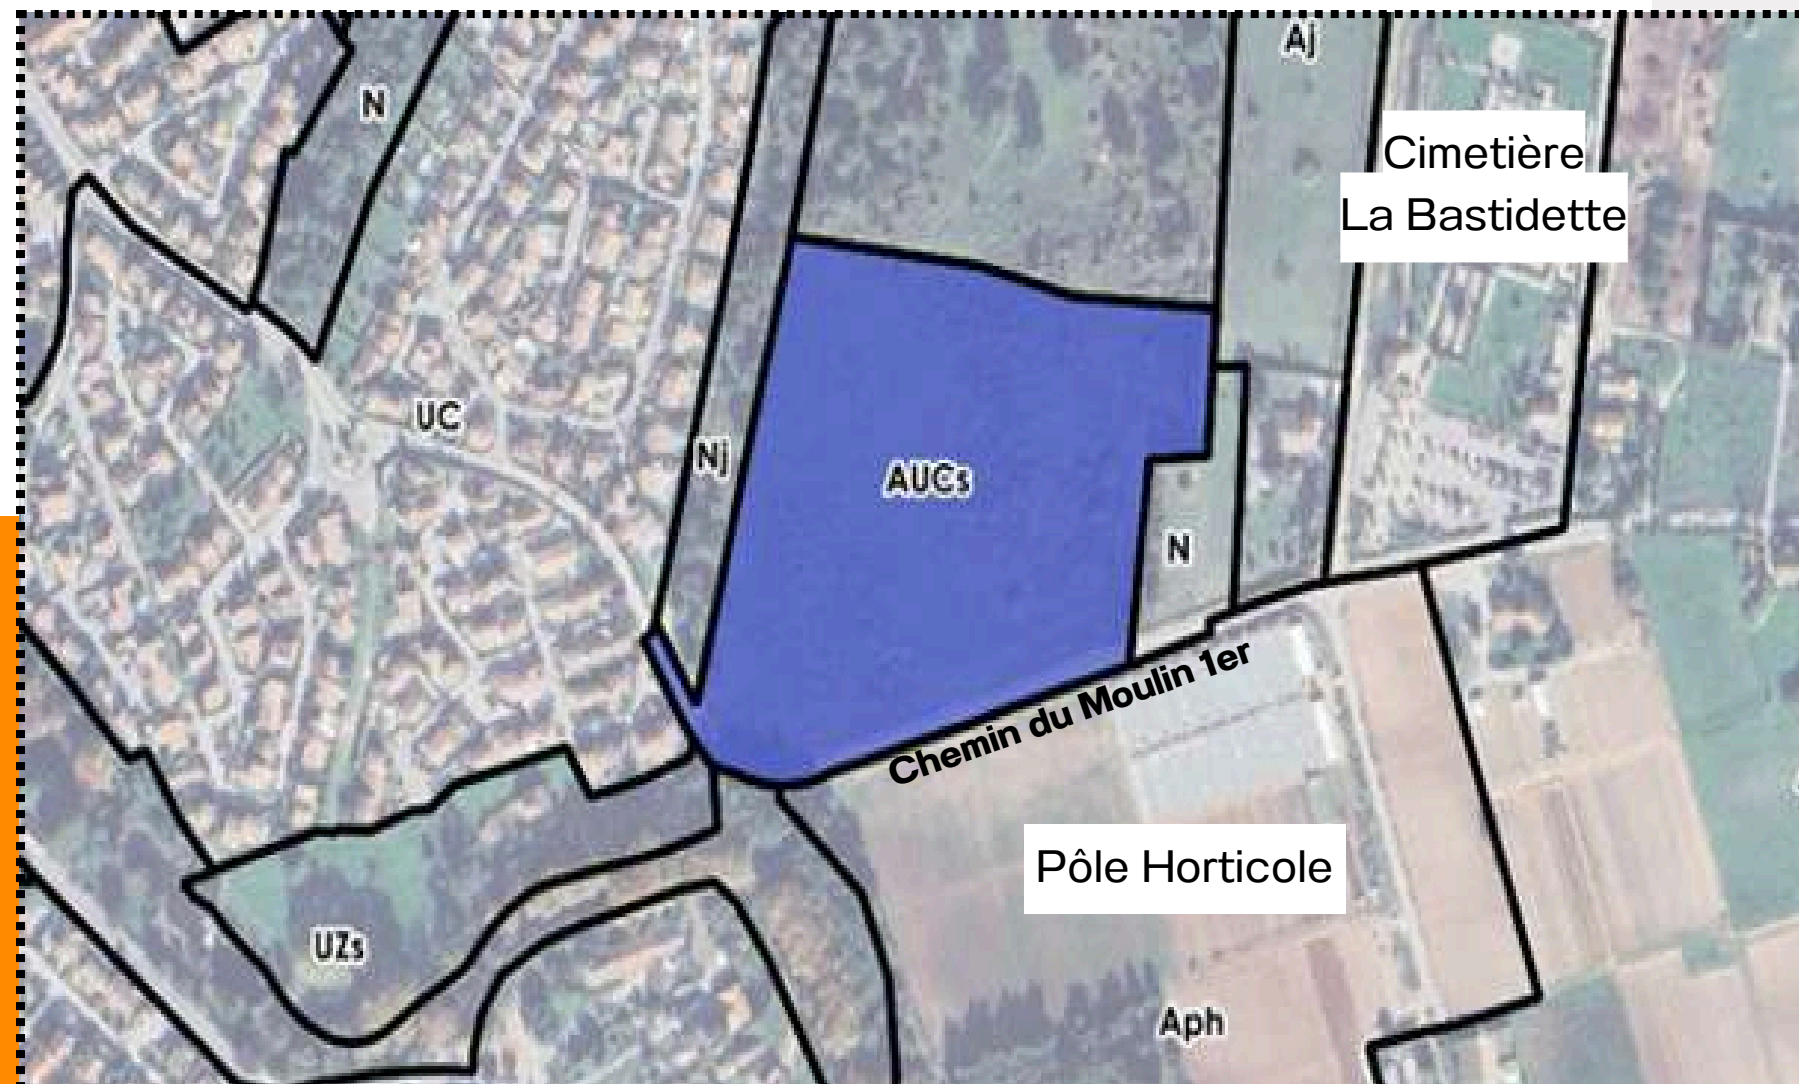 Aj
N
Cimetière
La Bastidette
UC
Nj
AUCs
N
Chemin du Moulin 1er
Pôle Horticole
UZs
Aph